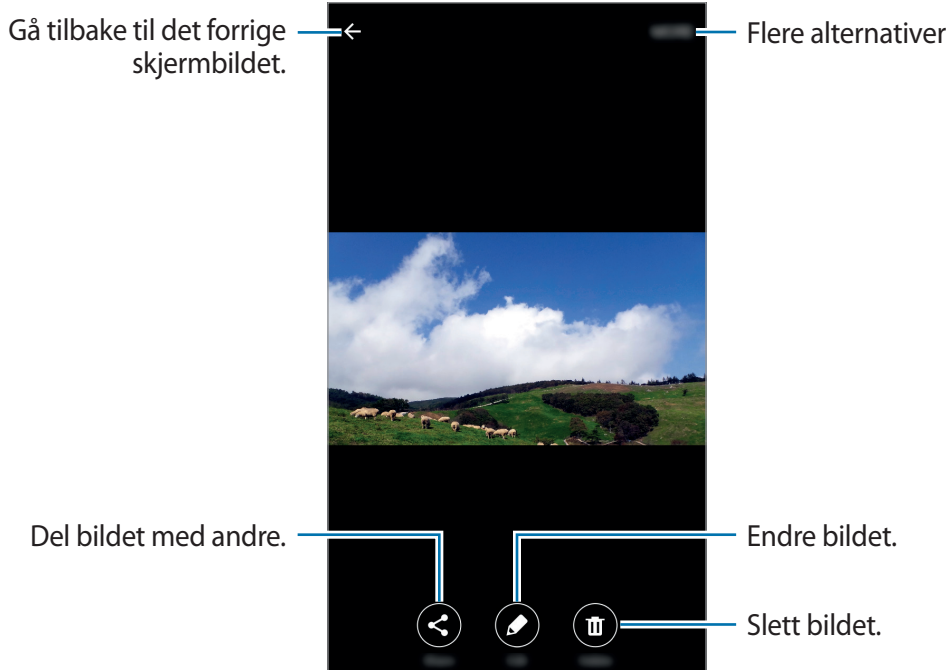 Gå tilbake til det forrige
skjermbildet.
Flere alternativer
Del bildet med andre.
Endre bildet.
Slett bildet.